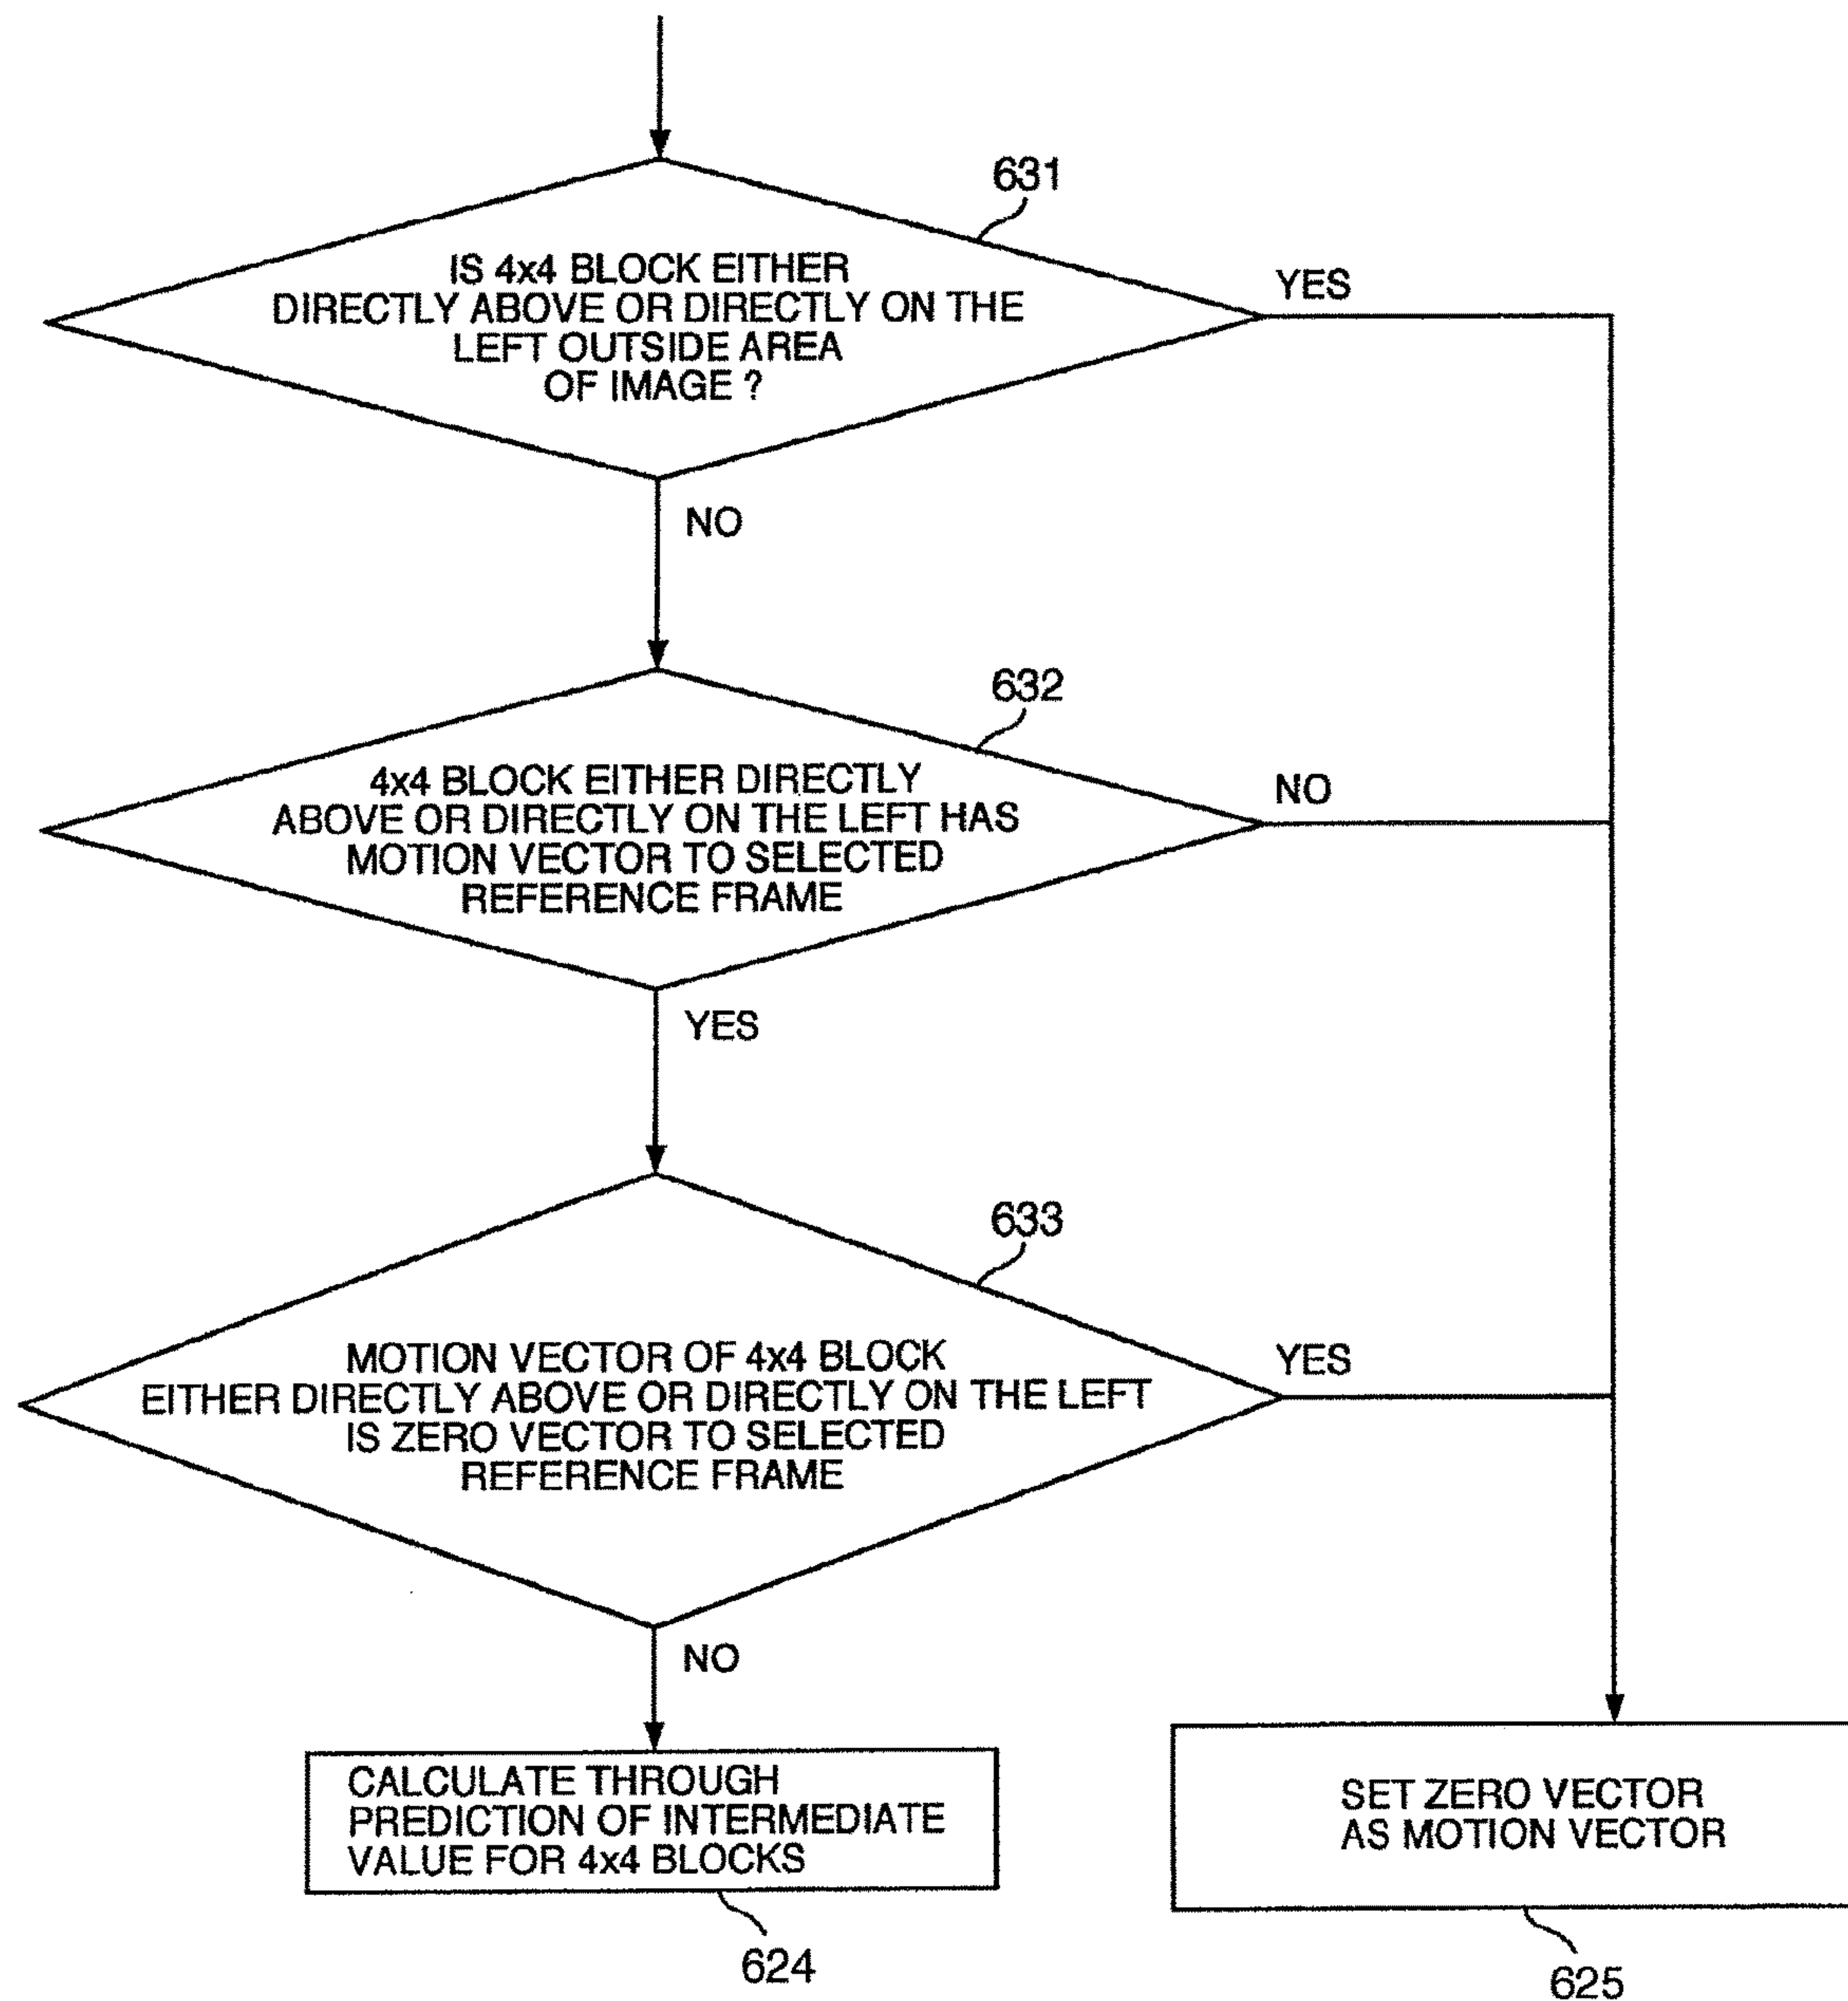 631
IS 4x4 BLOCK EITHER
DIRECTLY ABOVE OR DIRECTLY ON THE
LEFT OUTSIDE AREA
OF IMAGE ?
YES
NO
632
4x4 BLOCK EITHER DIRECTLY
ABOVE OR DIRECTLY ON THE LEFT HAS
MOTION VECTOR TO SELECTED
REFERENCE FRAME
NO
YES
633
MOTION VECTOR OF 4x4 BLOCK
EITHER DIRECTLY ABOVE OR DIRECTLY ON THE LEFT
IS ZERO VECTOR TO SELECTED
REFERENCE FRAME
YES
NO
CALCULATE THROUGH
PREDICTION OF INTERMEDIATE
VALUE FOR 4x4 BLOCKS
624
SET ZERO VECTOR
AS MOTION VECTOR
625